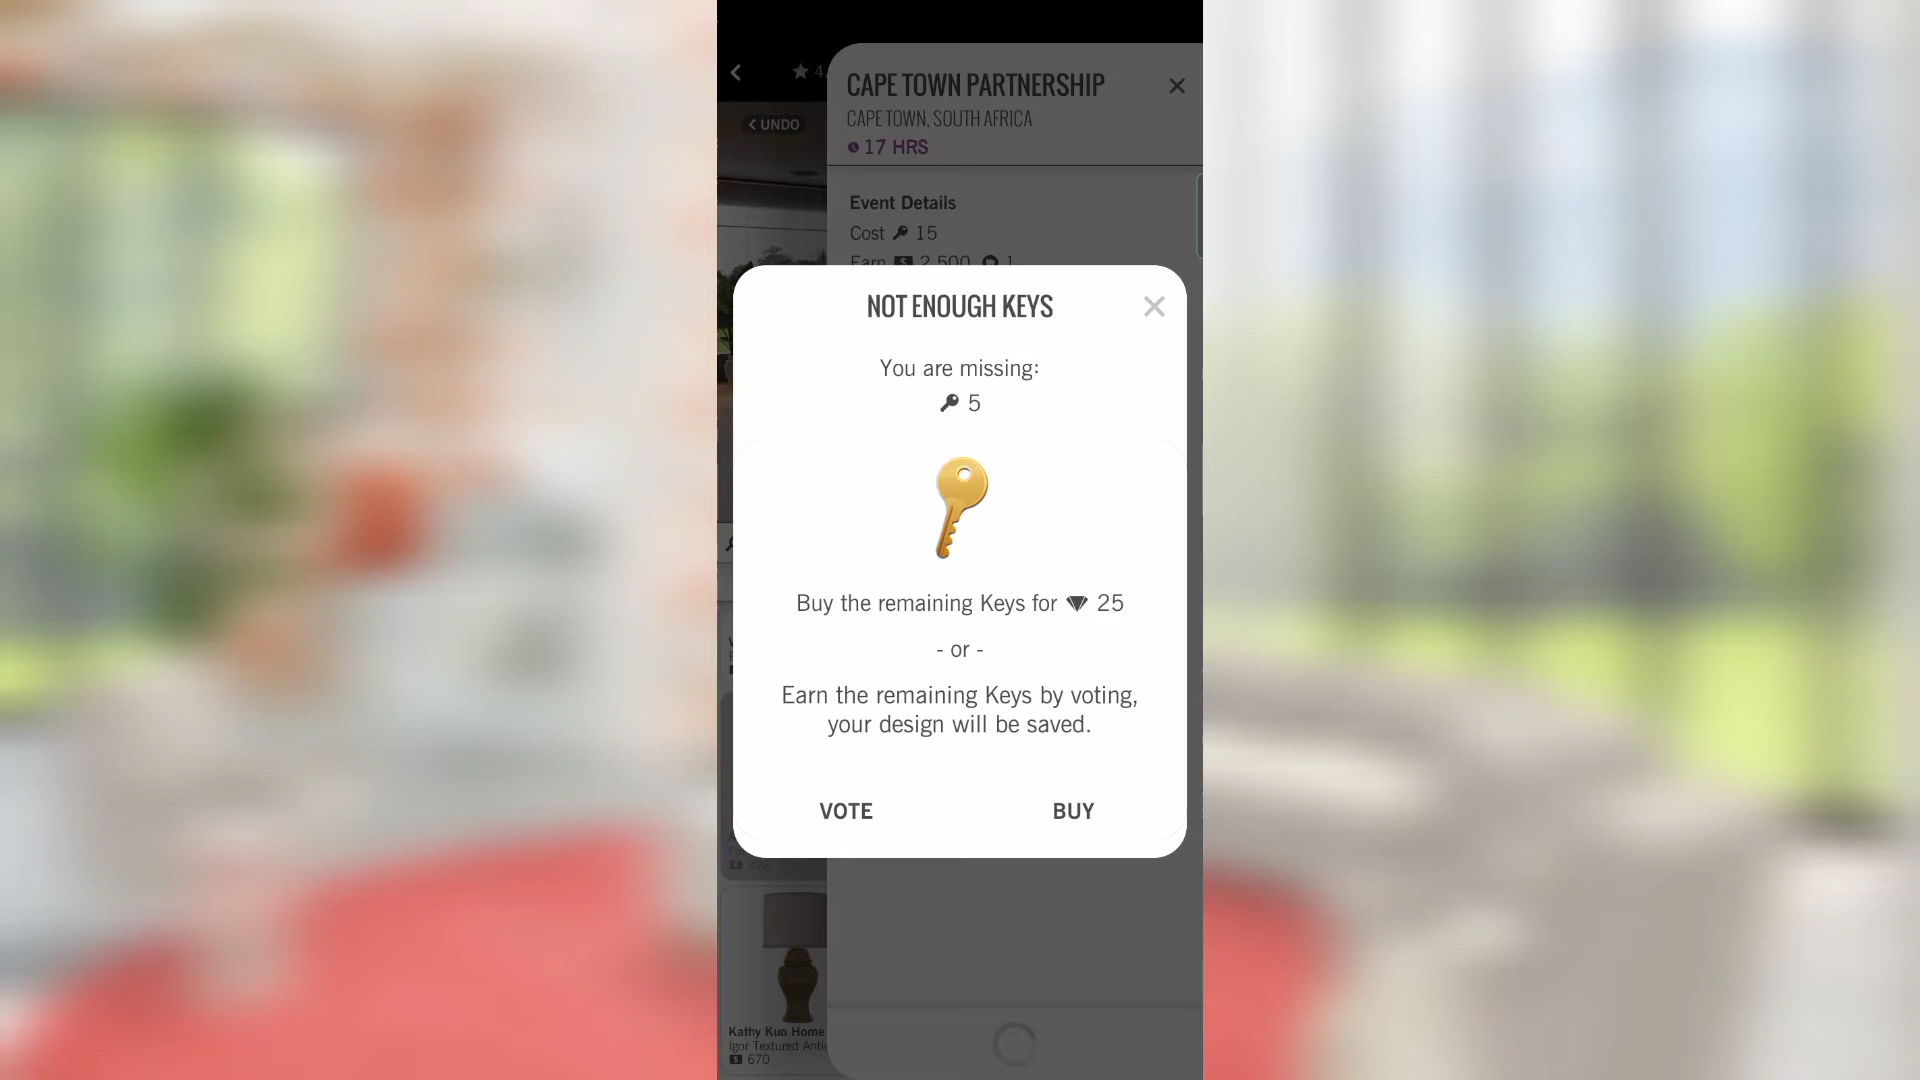 4.
UNDO
CAPE TOWN PARTNERSHIP
CAPE TOWN, SOUTH AFRICA
17 HRS
Event Details
Cost 15
Earn 2,500 1
NOT ENOUGH KEYS
You are missing:
5
Buy the remaining Keys for 25
- or -
Earn the remaining Keys by voting,
your design will be saved.
VOTE
BUY
Kathy Kuo Home
Igor Textured Anti
670